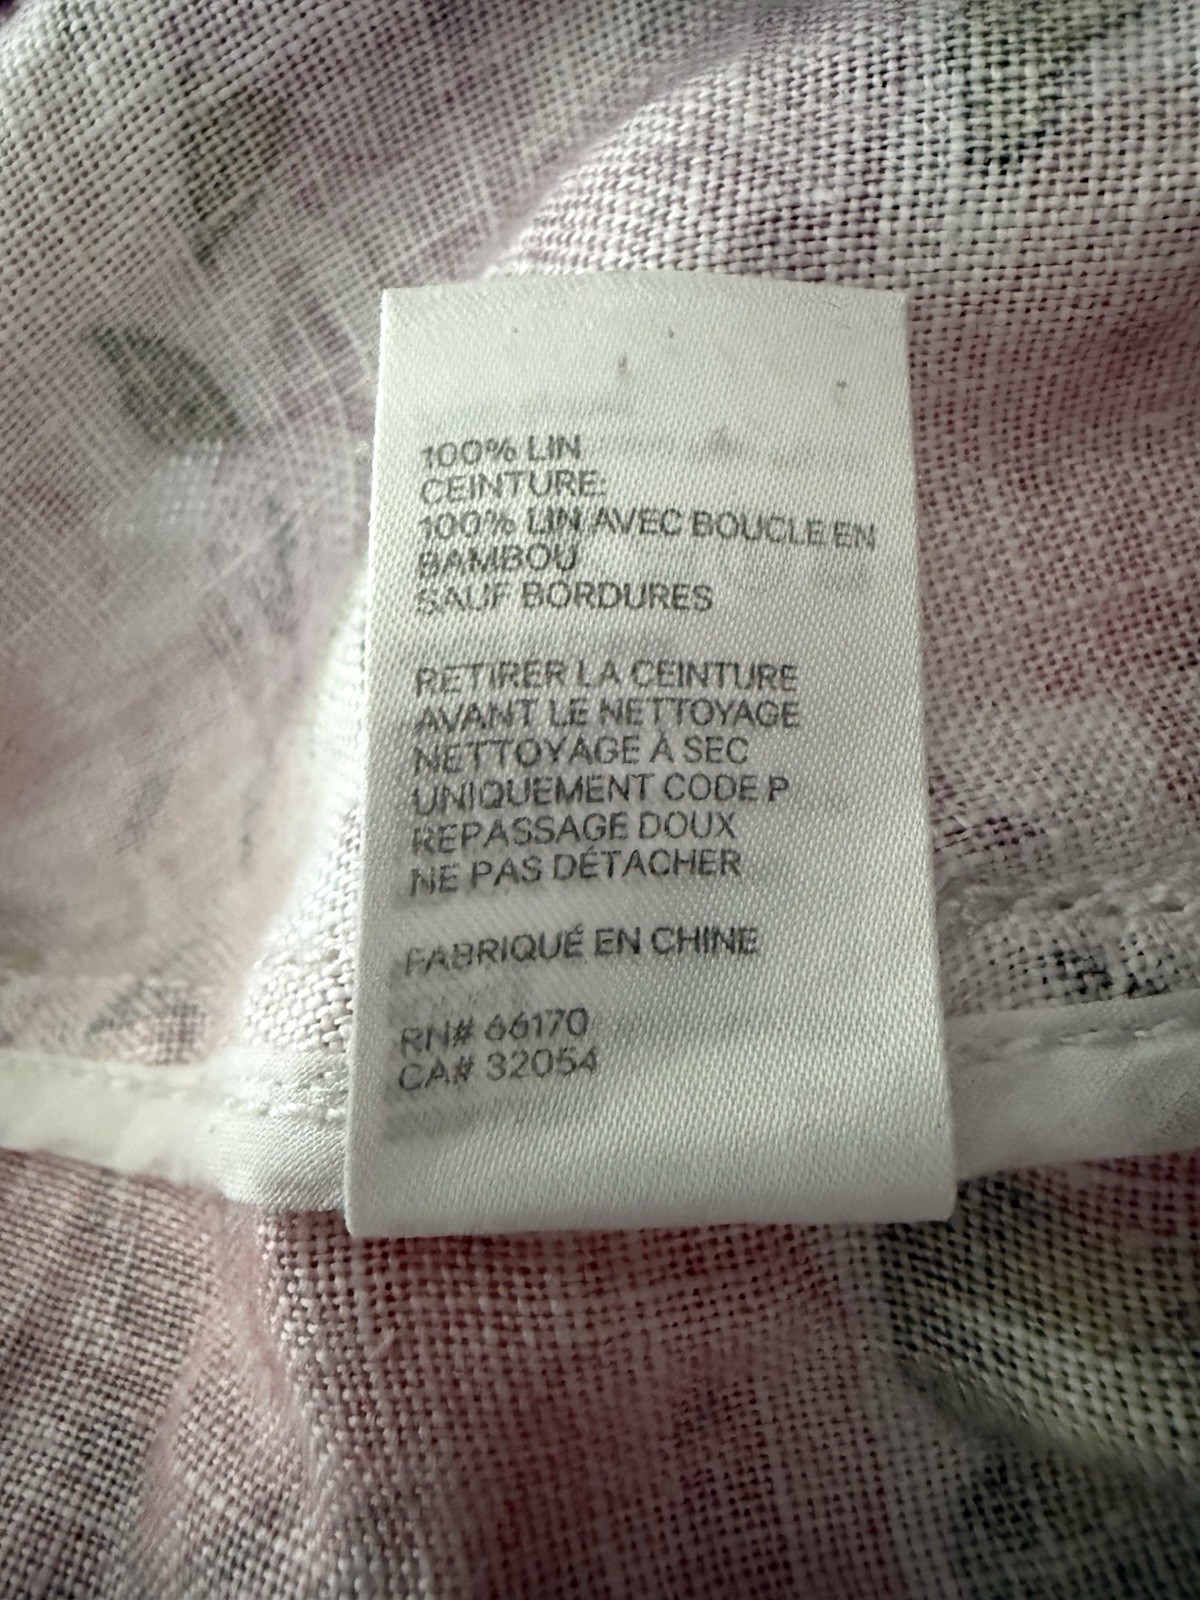 100% LIN
CEINTURE:
100% LIN AVEC BOUCLE EN
BAMBOU
SAUF BORDURES
RETIRER LA CEINTURE
AVANT LE NETTOYAGE
NETTOYAGE À SEC
UNIQUEMENT CODE P
REPASSAGE DOUX
NE PAS DÉTACHER
FABRIQUÉ EN CHINE
RN# 66170
CA# 32054